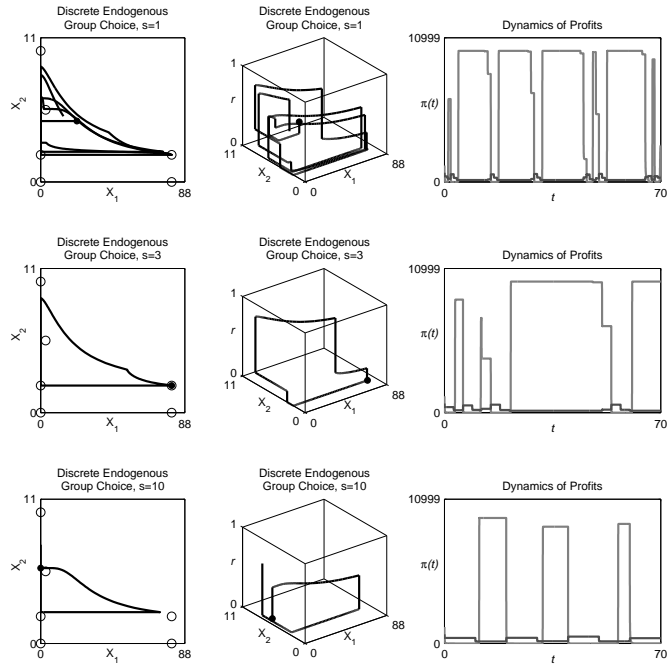 Discrete Endogenous
Group Choice, s=1
11
X2
0
0
X1
88
Discrete Endogenous
Group Choice, s=1
1
r
0
11
X2
0
0
X1
88
Dynamics of Profits
10999
π(t)
0
0
t
70
Discrete Endogenous
Group Choice, s=3
11
X2
0
0
X1
88
Discrete Endogenous
Group Choice, s=3
1
r
0
11
X2
0
0
X1
88
Dynamics of Profits
10999
π(t)
0
0
t
70
Discrete Endogenous
Group Choice, s=10
11
X2
0
0
X1
88
Discrete Endogenous
Group Choice, s=10
1
r
0
11
X2
0
0
X1
88
Dynamics of Profits
10999
π(t)
0
0
t
70